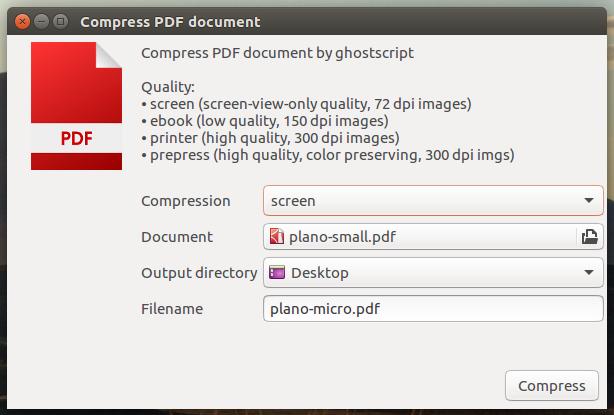 Compress PDF document
Compress PDF document by ghostscript
Quality:
• screen (screen-view-only quality, 72 dpi images)
• ebook (low quality, 150 dpi images)
• printer (high quality, 300 dpi images)
• prepress (high quality, color preserving, 300 dpi imgs)
PDF
Compression screen
Document plano-small.pdf
Output directory Desktop
Filename plano-micro.pdf
Compress